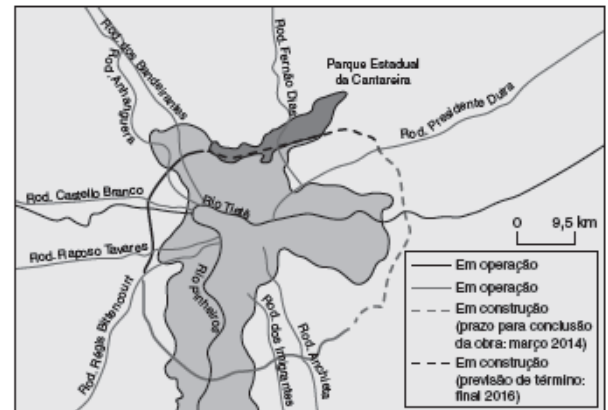 Rod. dos Bandeirantes
Rod. Anhanguera
Rod. Fernão Dias
Parque Estadual
da Cantareira
Rod. Presidente Dutra
Rod. Castello Branco
Rio Tietê
Rod. Raposo Tavares
Rio Pinheiros
Rod. Régis Bittencourt
Rod. dos Imigrantes
Rod. Anchieta
0 9,5 km
Em operação
Em operação
Em construção
(prazo para conclusão
da obra: março 2014)
Em construção
(previsão de término:
final 2016)